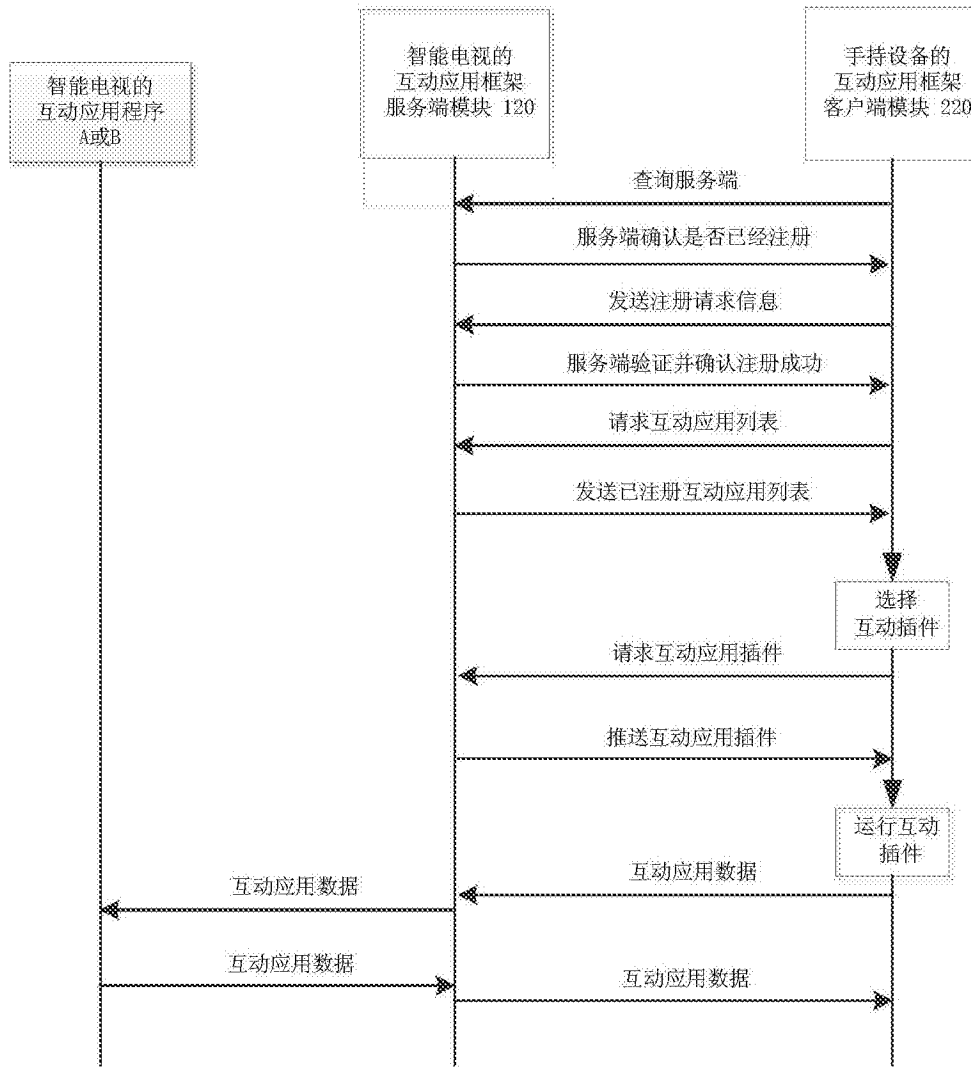 智能电视的
互动应用程序
A或B
智能电视的
互动应用框架
服务端模块 120
手持设备的
互动应用框架
客户端模块 220
查询服务端
服务端确认是否已经注册
发送注册请求信息
服务端验证并确认注册成功
请求互动应用列表
发送已注册互动应用列表
选择
互动插件
请求互动应用插件
推送互动应用插件
运行互动
插件
互动应用数据
互动应用数据
互动应用数据
互动应用数据